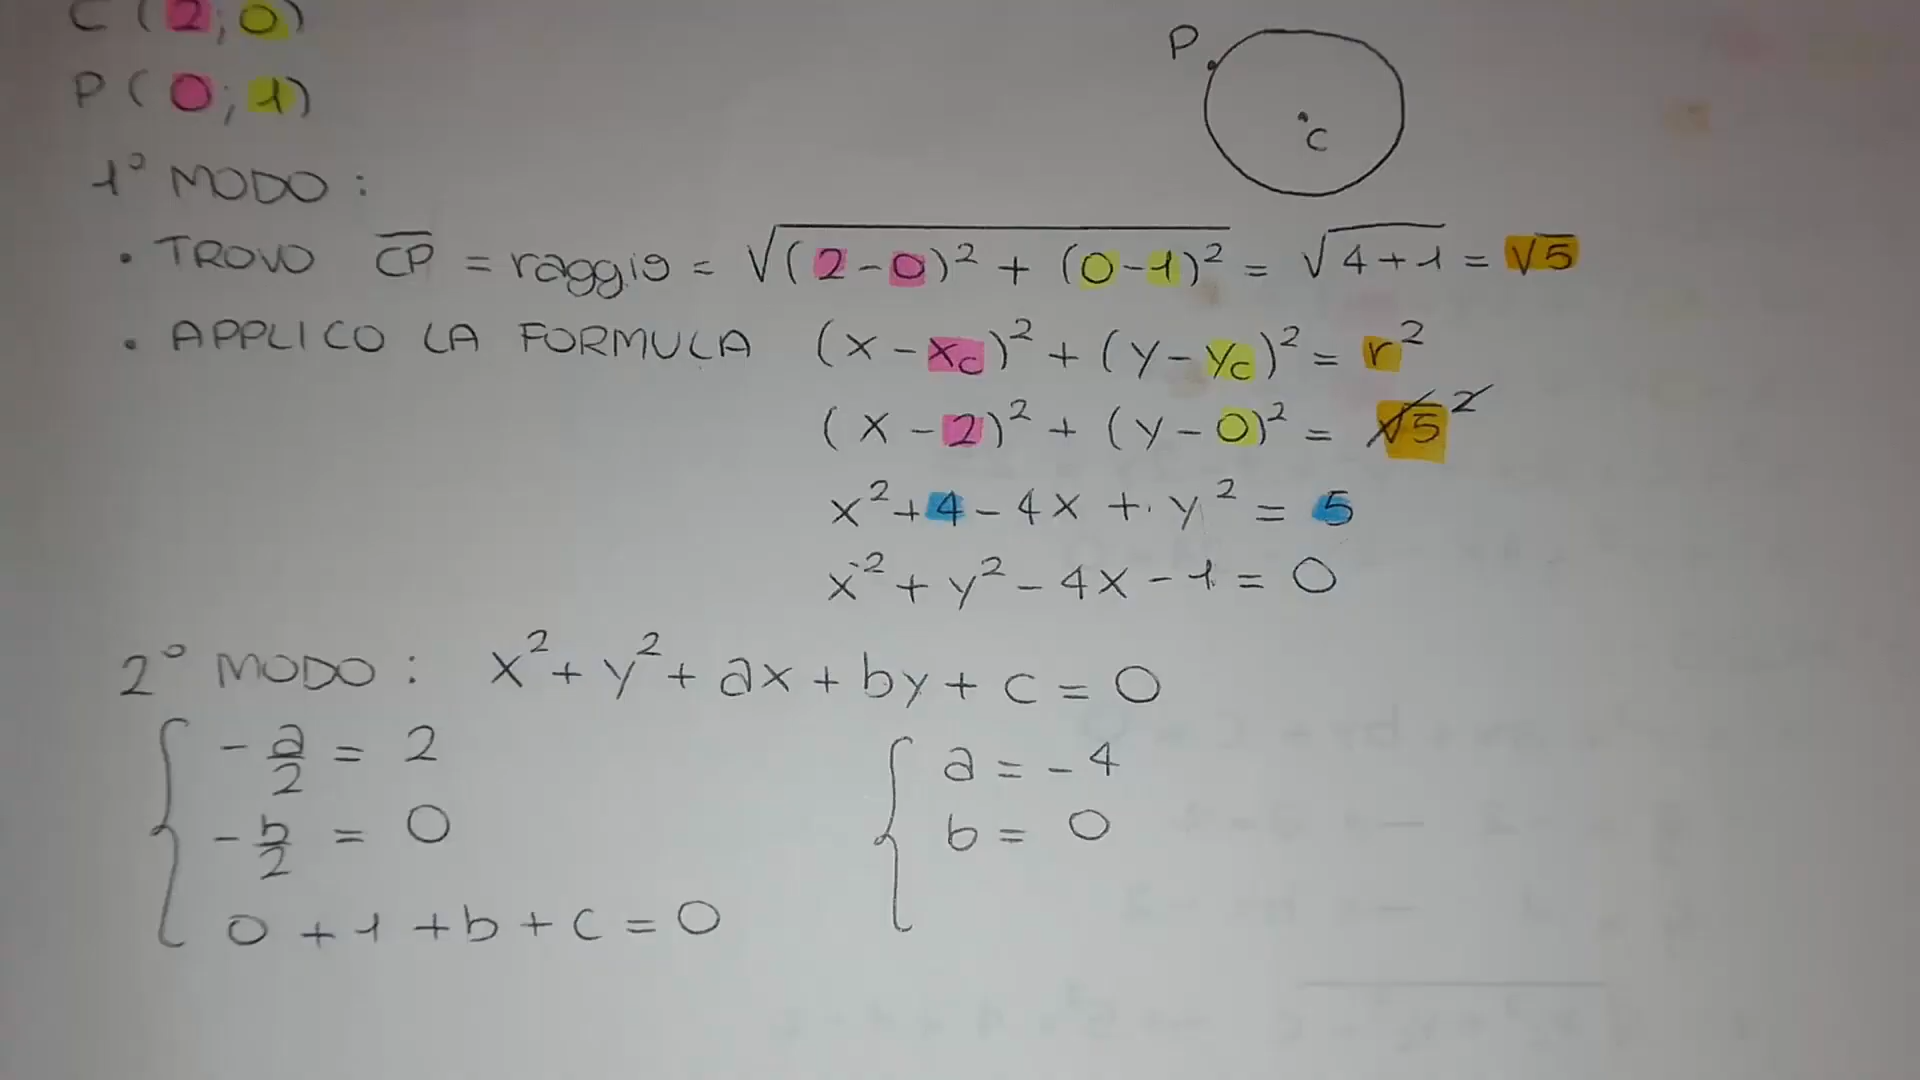 C (2;0)
P (0;1)
P
C
1° MODO :
• TROVO CP = raggio = √(2-0)² + (0-1)² = √4+1 = √5
• APPLICO LA FORMULA (x-xc)² + (y-yc)² = r²
(x-2)² + (y-0)² = √5²
x² + 4 - 4x + y² = 5
x² + y² - 4x - 1 = 0
2° MODO : x² + y² + ax + by + c = 0
- a/2 = 2
- b/2 = 0
0 + 1 + b + c = 0
a = - 4
b = 0